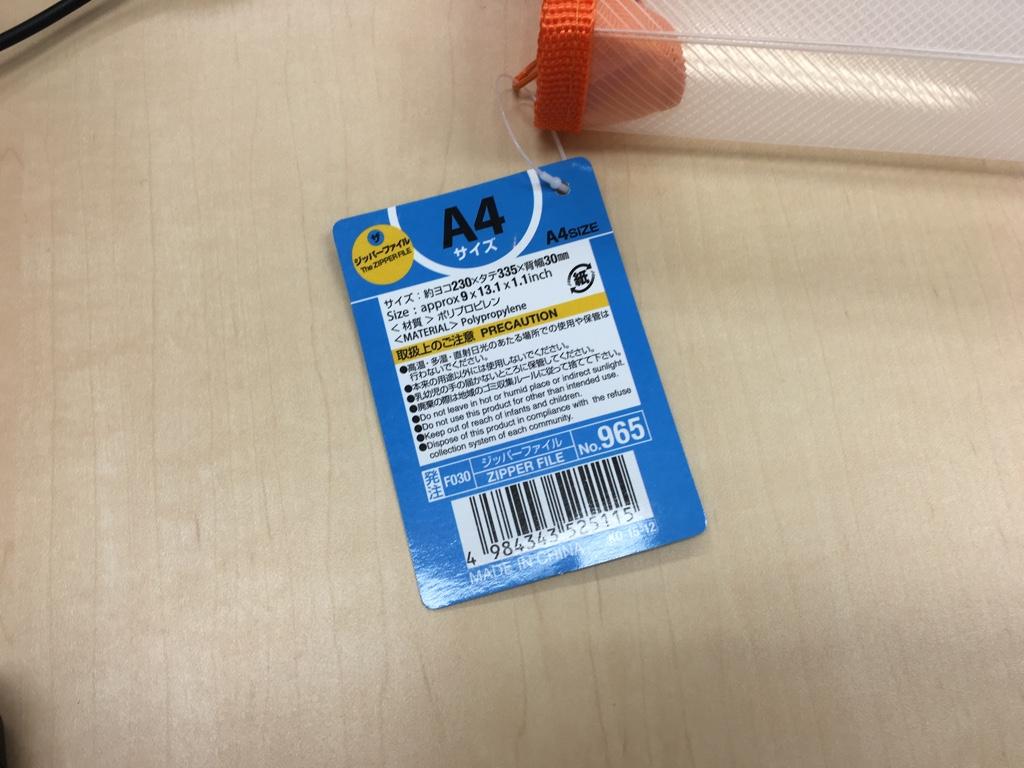 A4
サイズ
A4SIZE
ザ
ジッパーファイル
The ZIPPER FILE
サイズ：約ヨコ230×タテ335×背幅30mm
Size : approx 9 x 13.1 x 1.1inch
＜材質＞ポリプロピレン
<MATERIAL> Polypropylene
紙
取扱上のご注意 PRECAUTION
●高温・多湿・直射日光のあたる場所での使用や保管は
行わないでください。
●本来の用途以外には使用しないでください。
●乳幼児の手の届かないところに保管してください。
●廃棄の際は地域のゴミ収集ルールに従って捨てて下さい。
●Do not leave in hot or humid place or indirect sunlight.
●Do not use this product for other than intended use.
●Keep out of reach of infants and children.
●Dispose of this product in compliance with the refuse
collection system of each community.
発注 F030 ジッパーファイル
ZIPPER FILE
No.965
4 984343 525115
MADE IN CHINA
KO-15-12